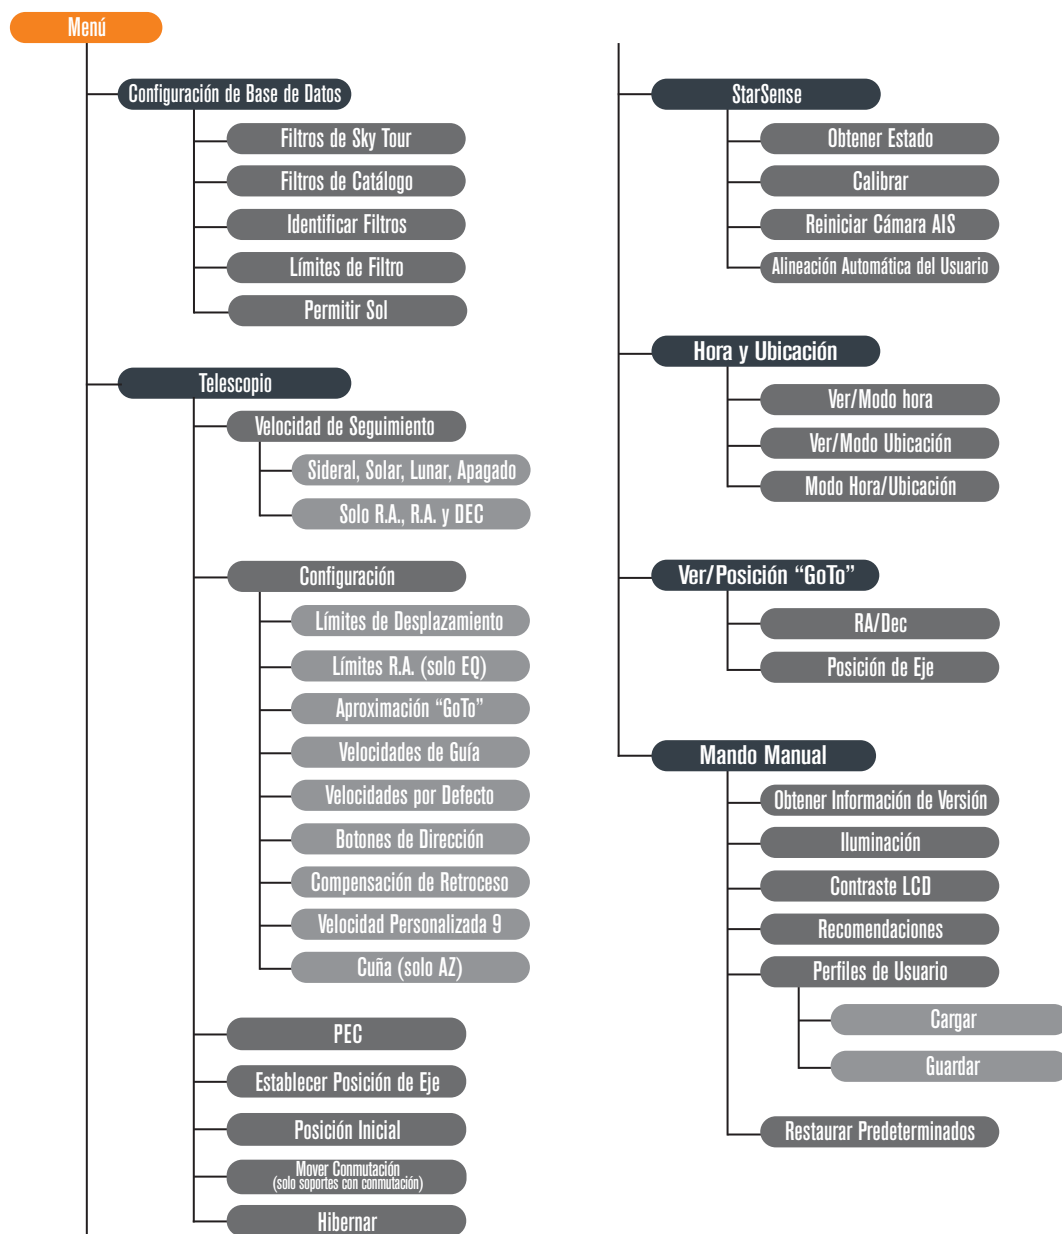 Menú
Configuración de Base de Datos
Filtros de Sky Tour
Filtros de Catálogo
Identificar Filtros
Límites de Filtro
Permitir Sol
Telescopio
Velocidad de Seguimiento
Sideral, Solar, Lunar, Apagado
Solo R.A., R.A. y DEC
Configuración
Límites de Desplazamiento
Límites R.A. (solo EQ)
Aproximación “GoTo”
Velocidades de Guía
Velocidades por Defecto
Botones de Dirección
Compensación de Retroceso
Velocidad Personalizada 9
Cuña (solo AZ)
PEC
Establecer Posición de Eje
Posición Inicial
Mover Conmutación
(solo soportes con conmutación)
Hibernar
StarSense
Obtener Estado
Calibrar
Reiniciar Cámara AIS
Alineación Automática del Usuario
Hora y Ubicación
Ver/Modo hora
Ver/Modo Ubicación
Modo Hora/Ubicación
Ver/Posición “GoTo”
RA/Dec
Posición de Eje
Mando Manual
Obtener Información de Versión
Iluminación
Contraste LCD
Recomendaciones
Perfiles de Usuario
Cargar
Guardar
Restaurar Predeterminados